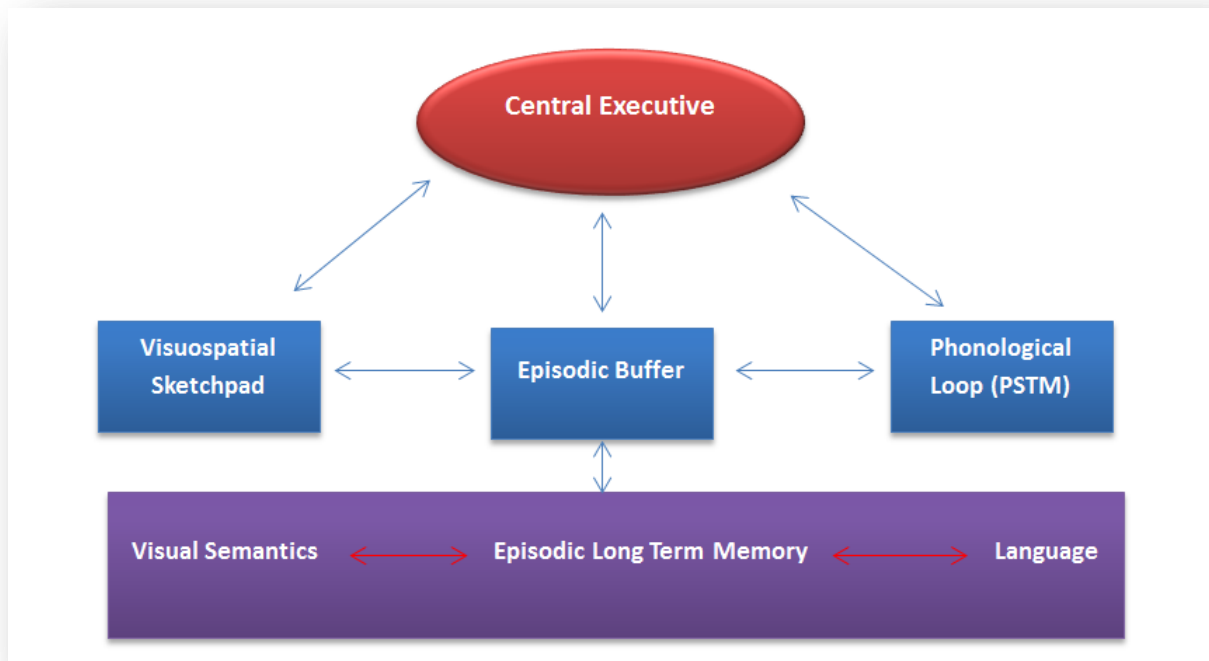 Central Executive
Visuospatial
Sketchpad
Episodic Buffer
Phonological
Loop (PSTM)
Visual Semantics
Episodic Long Term Memory
Language